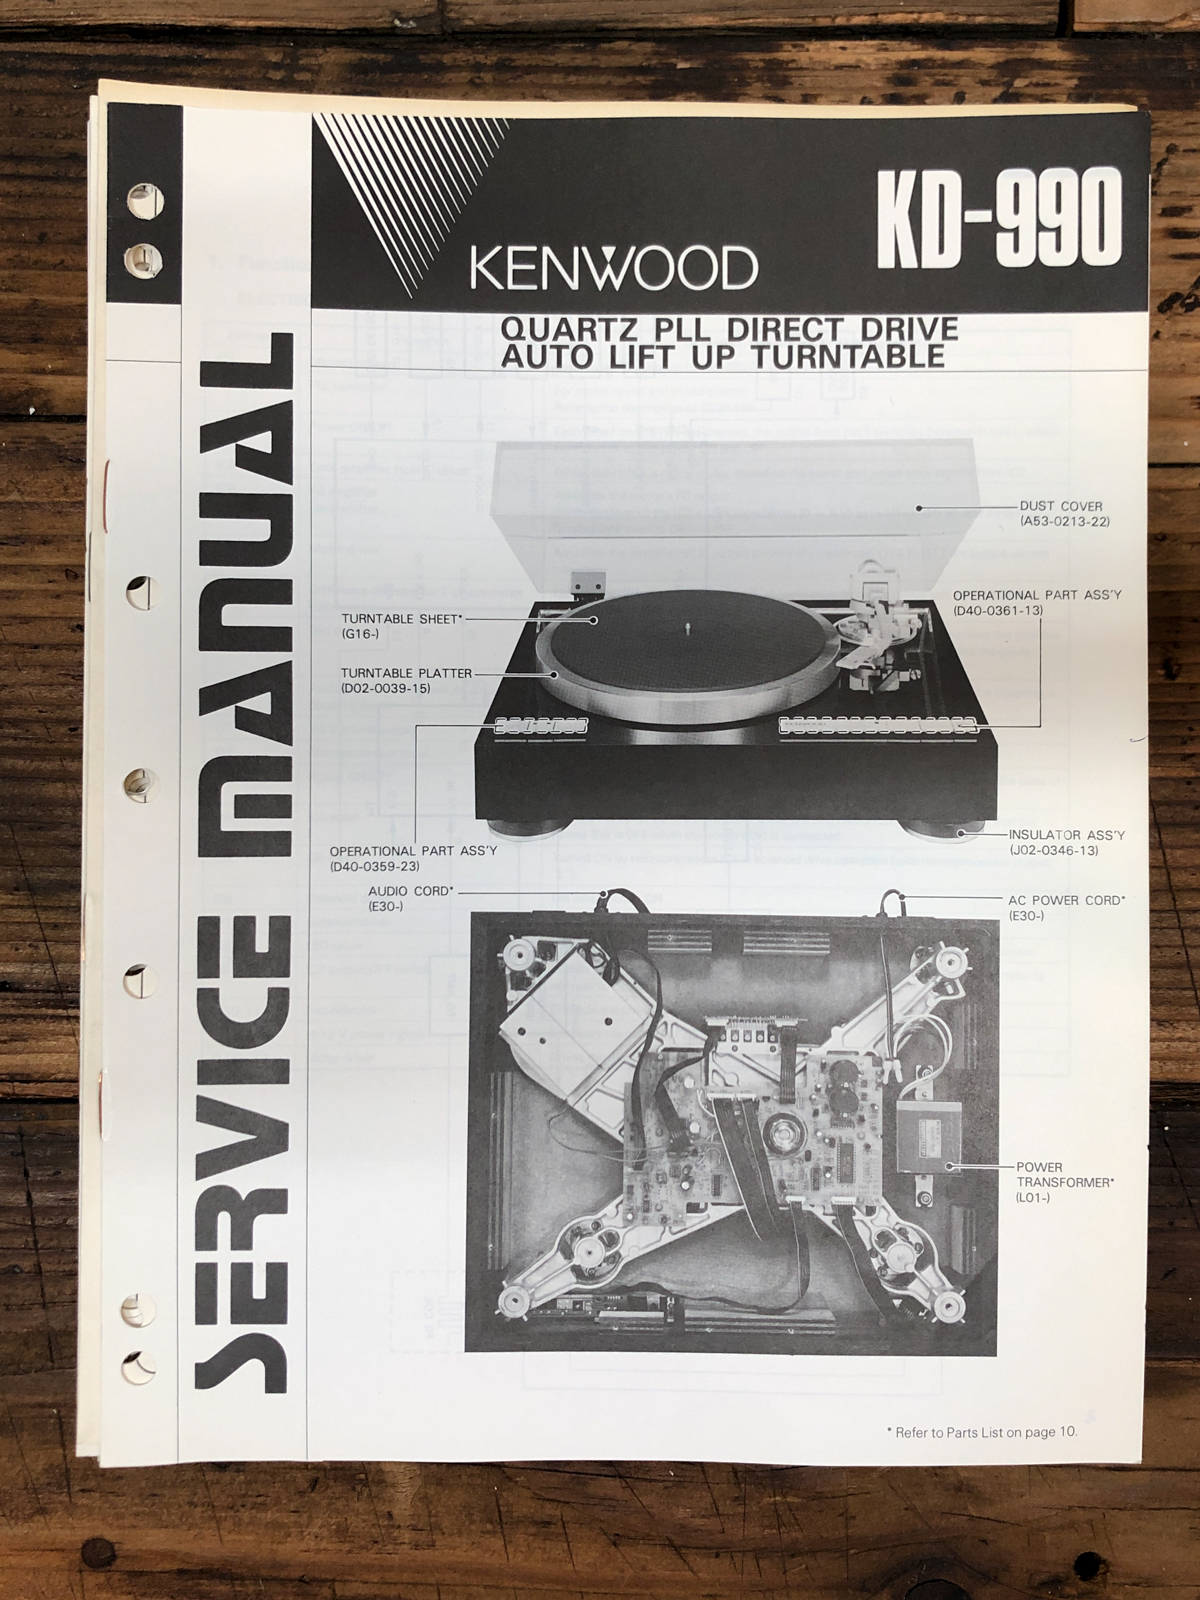 KENWOOD
KD-990
QUARTZ PLL DIRECT DRIVE
AUTO LIFT UP TURNTABLE
SERVICE MANUAL
DUST COVER
(A53-0213-22)
OPERATIONAL PART ASS'Y
(D40-0361-13)
TURNTABLE SHEET*
(G16-)
TURNTABLE PLATTER
(D02-0039-15)
OPERATIONAL PART ASS'Y
(D40-0359-23)
INSULATOR ASS'Y
(J02-0346-13)
AUDIO CORD*
(E30-)
AC POWER CORD*
(E30-)
POWER
TRANSFORMER*
(L01-)
* Refer to Parts List on page 10.